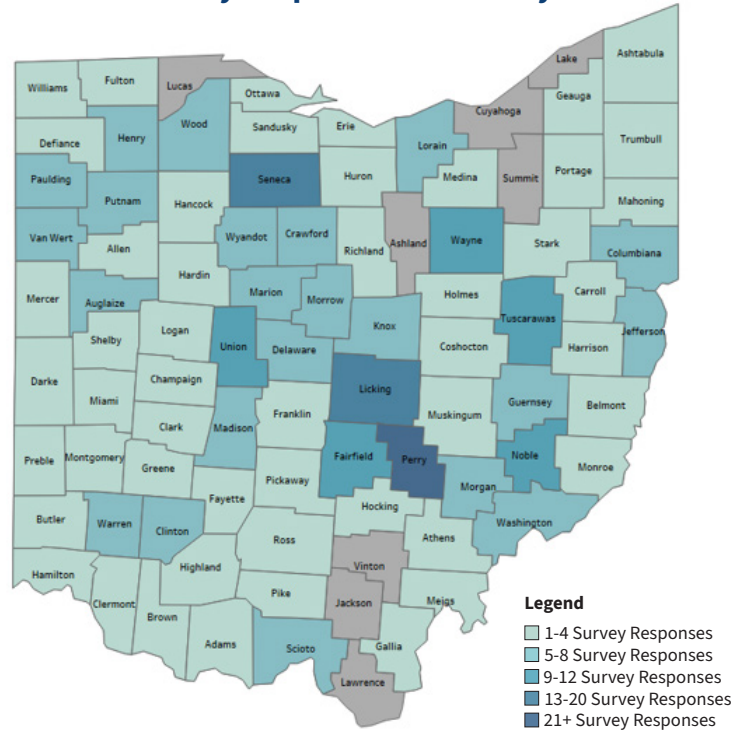 Lake
Ashtabula
Williams
Fulton
Lucas
Ottawa
Geauga
Cuyahoga
Defiance
Henry
Wood
Sandusky
Erie
Lorain
Trumbull
Paulding
Seneca
Huron
Medina
Summit
Portage
Putnam
Hancock
Mahoning
Van Wert
Allen
Wyandot
Crawford
Richland
Ashland
Wayne
Stark
Columbiana
Mercer
Auglaize
Hardin
Marion
Morrow
Holmes
Carroll
Tuscarawas
Jefferson
Shelby
Logan
Union
Delaware
Knox
Coshocton
Harrison
Darke
Champaign
Miami
Licking
Guernsey
Belmont
Clark
Madison
Franklin
Muskingum
Preble
Montgomery
Greene
Fairfield
Perry
Noble
Monroe
Pickaway
Morgan
Fayette
Hocking
Butler
Warren
Clinton
Washington
Ross
Athens
Highland
Vinton
Hamilton
Clermont
Brown
Pike
Jackson
Meigs
Adams
Scioto
Gallia
Lawrence
Legend
1-4 Survey Responses
5-8 Survey Responses
9-12 Survey Responses
13-20 Survey Responses
21+ Survey Responses